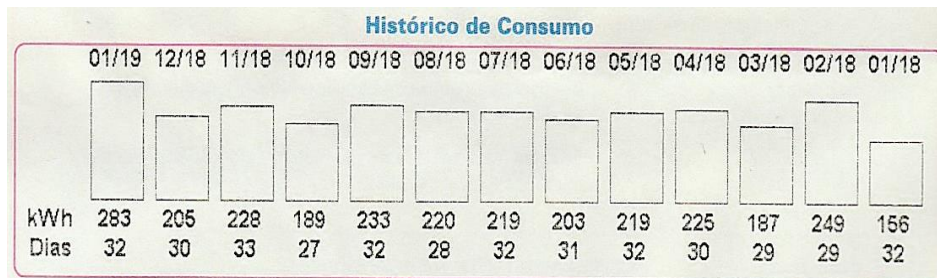 Histórico de Consumo
01/19 12/18 11/18 10/18 09/18 08/18 07/18 06/18 05/18 04/18 03/18 02/18 01/18
kWh 283 205 228 189 233 220 219 203 219 225 187 249 156
Dias 32 30 33 27 32 28 32 31 32 30 29 29 32